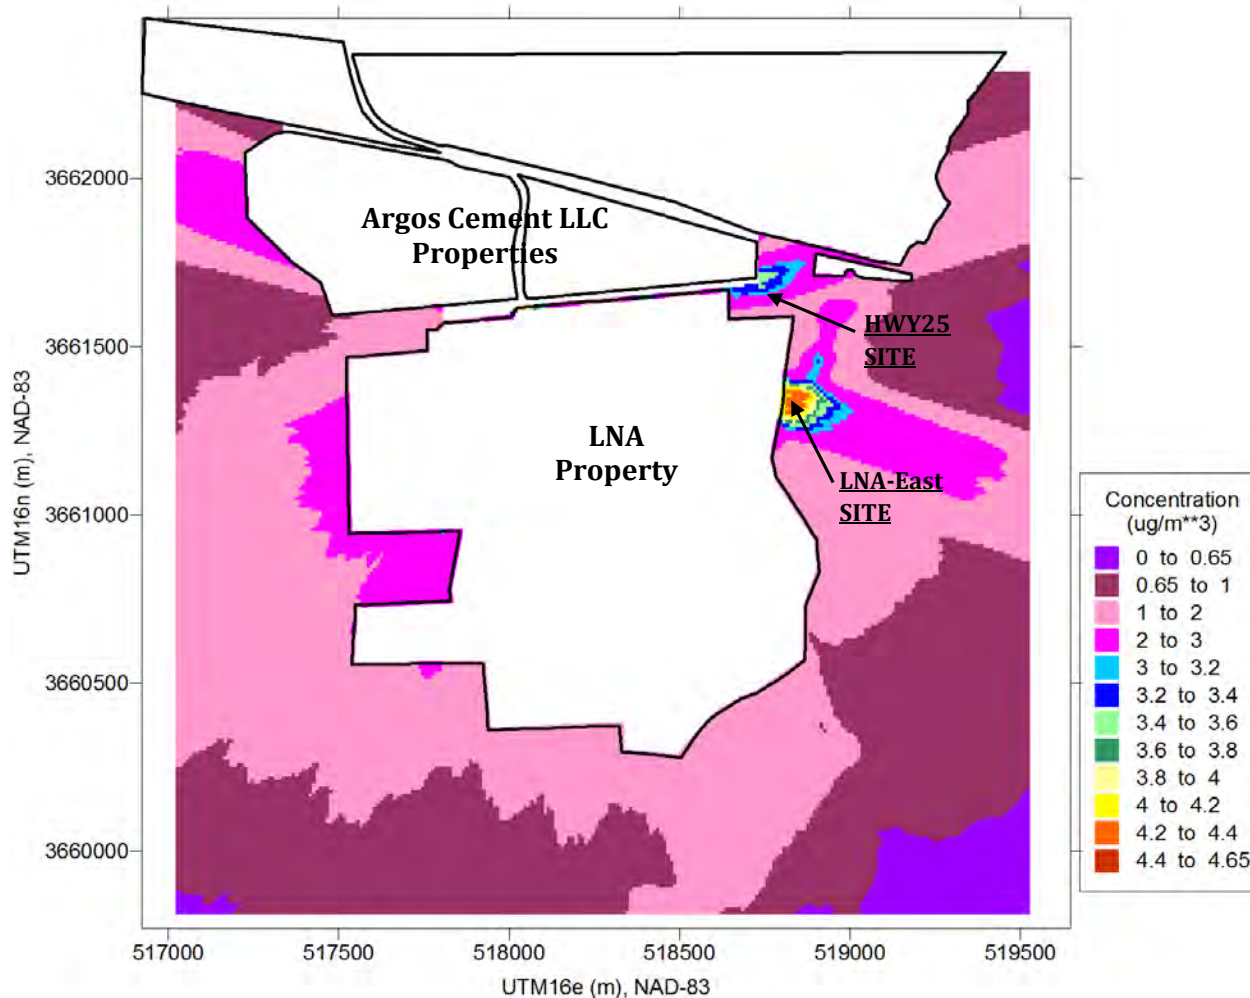 3662000
3661500
3661000
3660500
3660000
UTM16n (m), NAD-83
517000
517500
518000
518500
519000
519500
UTM16e (m), NAD-83
Argos Cement LLC
Properties
HWY25
SITE
LNA
Property
LNA-East
SITE
Concentration
(ug/m**3)
0 to 0.65
0.65 to 1
1 to 2
2 to 3
3 to 3.2
3.2 to 3.4
3.4 to 3.6
3.6 to 3.8
3.8 to 4
4 to 4.2
4.2 to 4.4
4.4 to 4.65